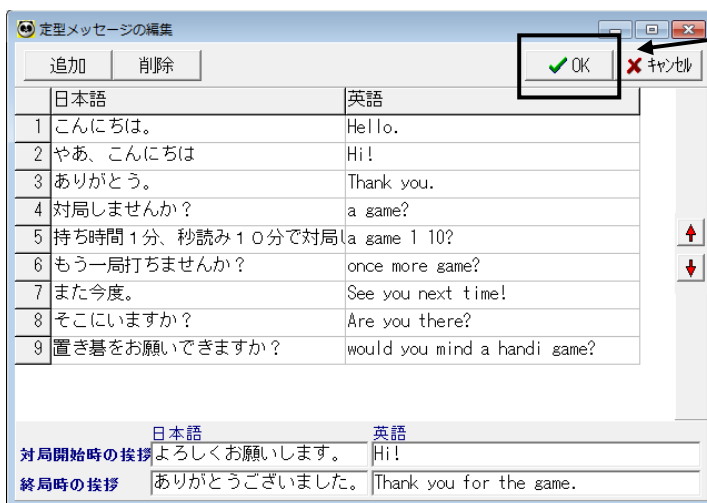 定型メッセージの編集
追加 削除 OK キャンセル
日本語 英語
1 こんにちは。 Hello.
2 やあ、こんにちは Hi!
3 ありがとう。 Thank you.
4 対局しませんか？ a game?
5 持ち時間１分、秒読み１０分で対局し a game 1 10?
6 もう一局打ちませんか？ once more game?
7 また今度。 See you next time!
8 そこにいますか？ Are you there?
9 置き碁をお願いできますか？ would you mind a handi game?
日本語 英語
対局開始時の挨拶 よろしくお願いします。 Hi!
終局時の挨拶 ありがとうございました。 Thank you for the game.